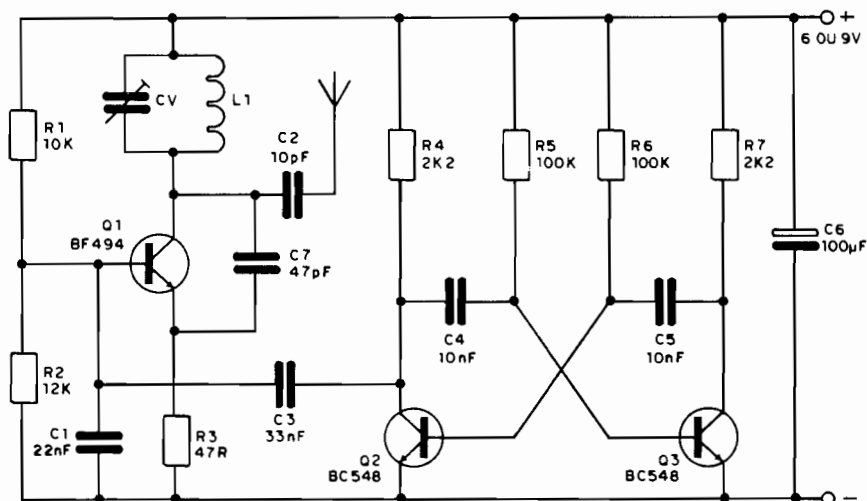 +
6 OU 9V
R1
10K
CV
L1
C2
10pF
R4
2K2
R5
100K
R6
100K
R7
2K2
Q1
BF494
C7
47pF
C6
100µF
C4
10nF
C5
10nF
R2
12K
C1
22nF
R3
47R
C3
33nF
Q2
BC548
Q3
BC548
−